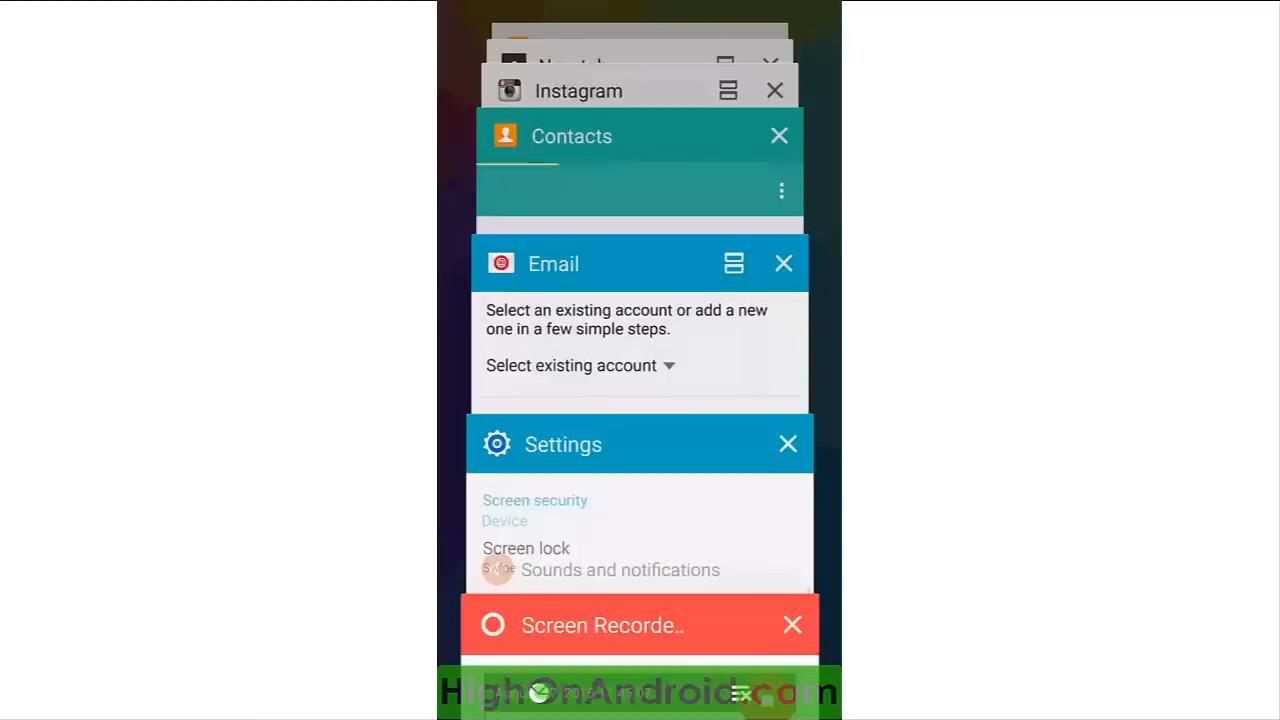 Instagram
Contacts
Email
Select an existing account or add a new
one in a few simple steps.
Select existing account
Settings
Screen security
Device
Screen lock
Sounds and notifications
Screen Recorde..
HighOnAndroid.com